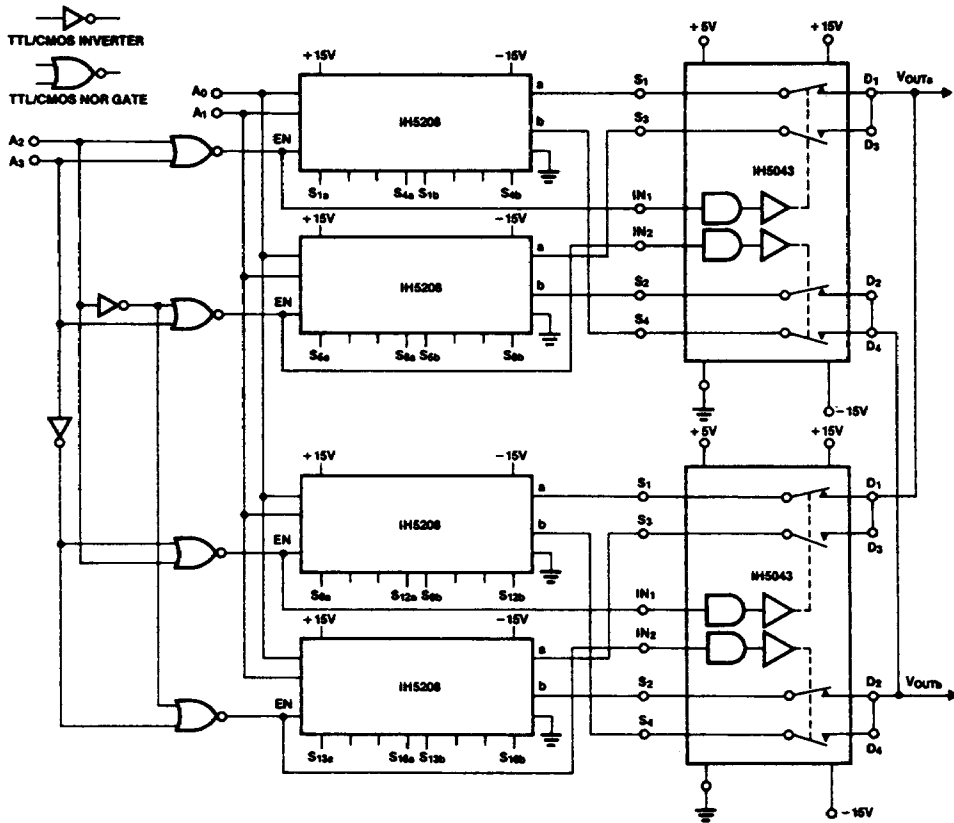 TTL/CMOS INVERTER
TTL/CMOS NOR GATE
A0
A1
A2
A3
+15V
-15V
IH5208
EN
a
b
S1a
S4a
S1b
S4b
+15V
-15V
IH5208
EN
a
b
S5a
S8a
S5b
S8b
+5V
+15V
S1
S3
IN1
IN2
S2
S4
IH5043
D1
D3
D2
D4
VOUTa
-15V
+15V
-15V
IH5208
EN
a
b
S9a
S12a
S9b
S12b
+15V
-15V
IH5208
EN
a
b
S13a
S16a
S13b
S16b
+5V
+15V
S1
S3
IN1
IN2
S2
S4
IH5043
D1
D3
D2
D4
VOUTb
-15V